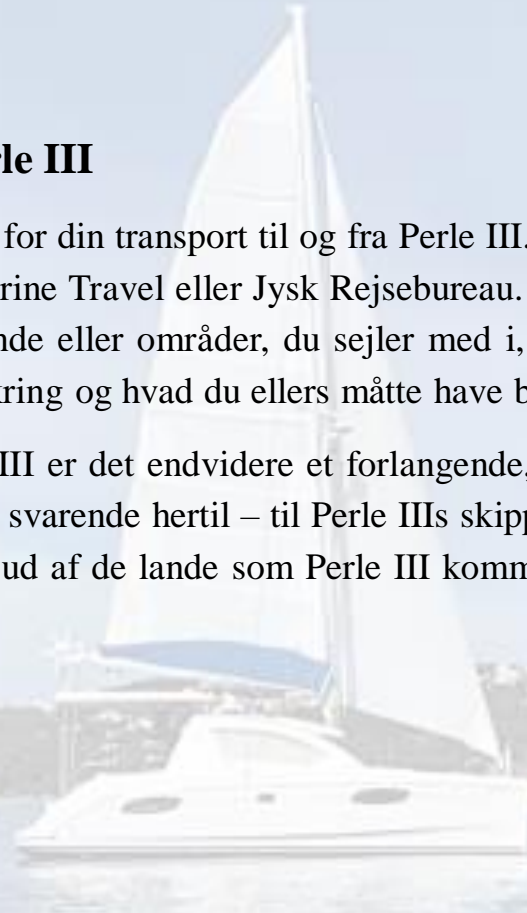 le III
for din transport til og fra Perle III.
rine Travel eller Jysk Rejsebureau.
nde eller områder, du sejler med i,
kring og hvad du ellers måtte have b
III er det endvidere et forlangende,
svarende hertil – til Perle IIIs skipp
ud af de lande som Perle III komm